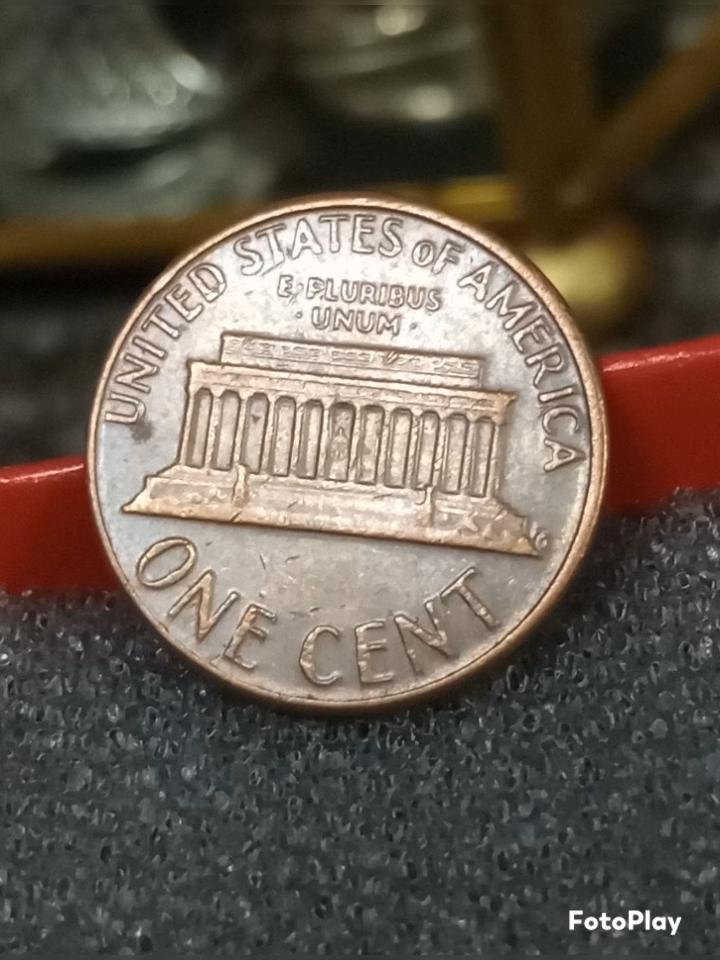 UNITED STATES OF AMERICA
E·PLURIBUS
·UNUM·
ONE CENT
FotoPlay